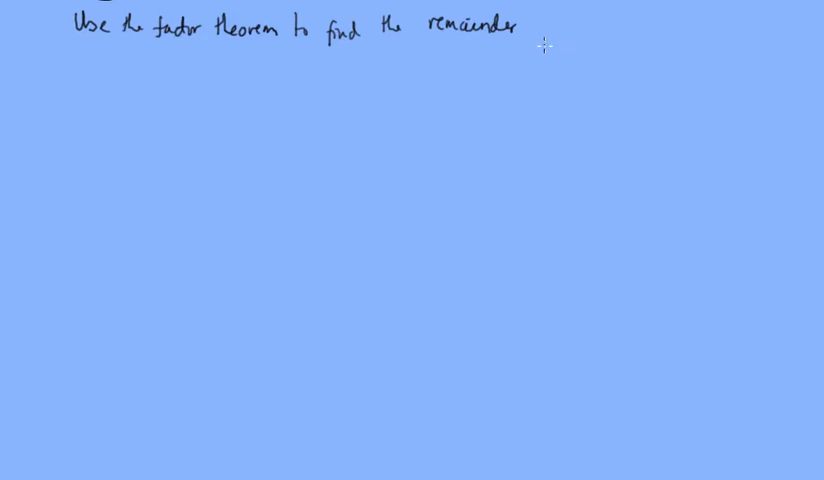 Use the factor theorem to find the remainder